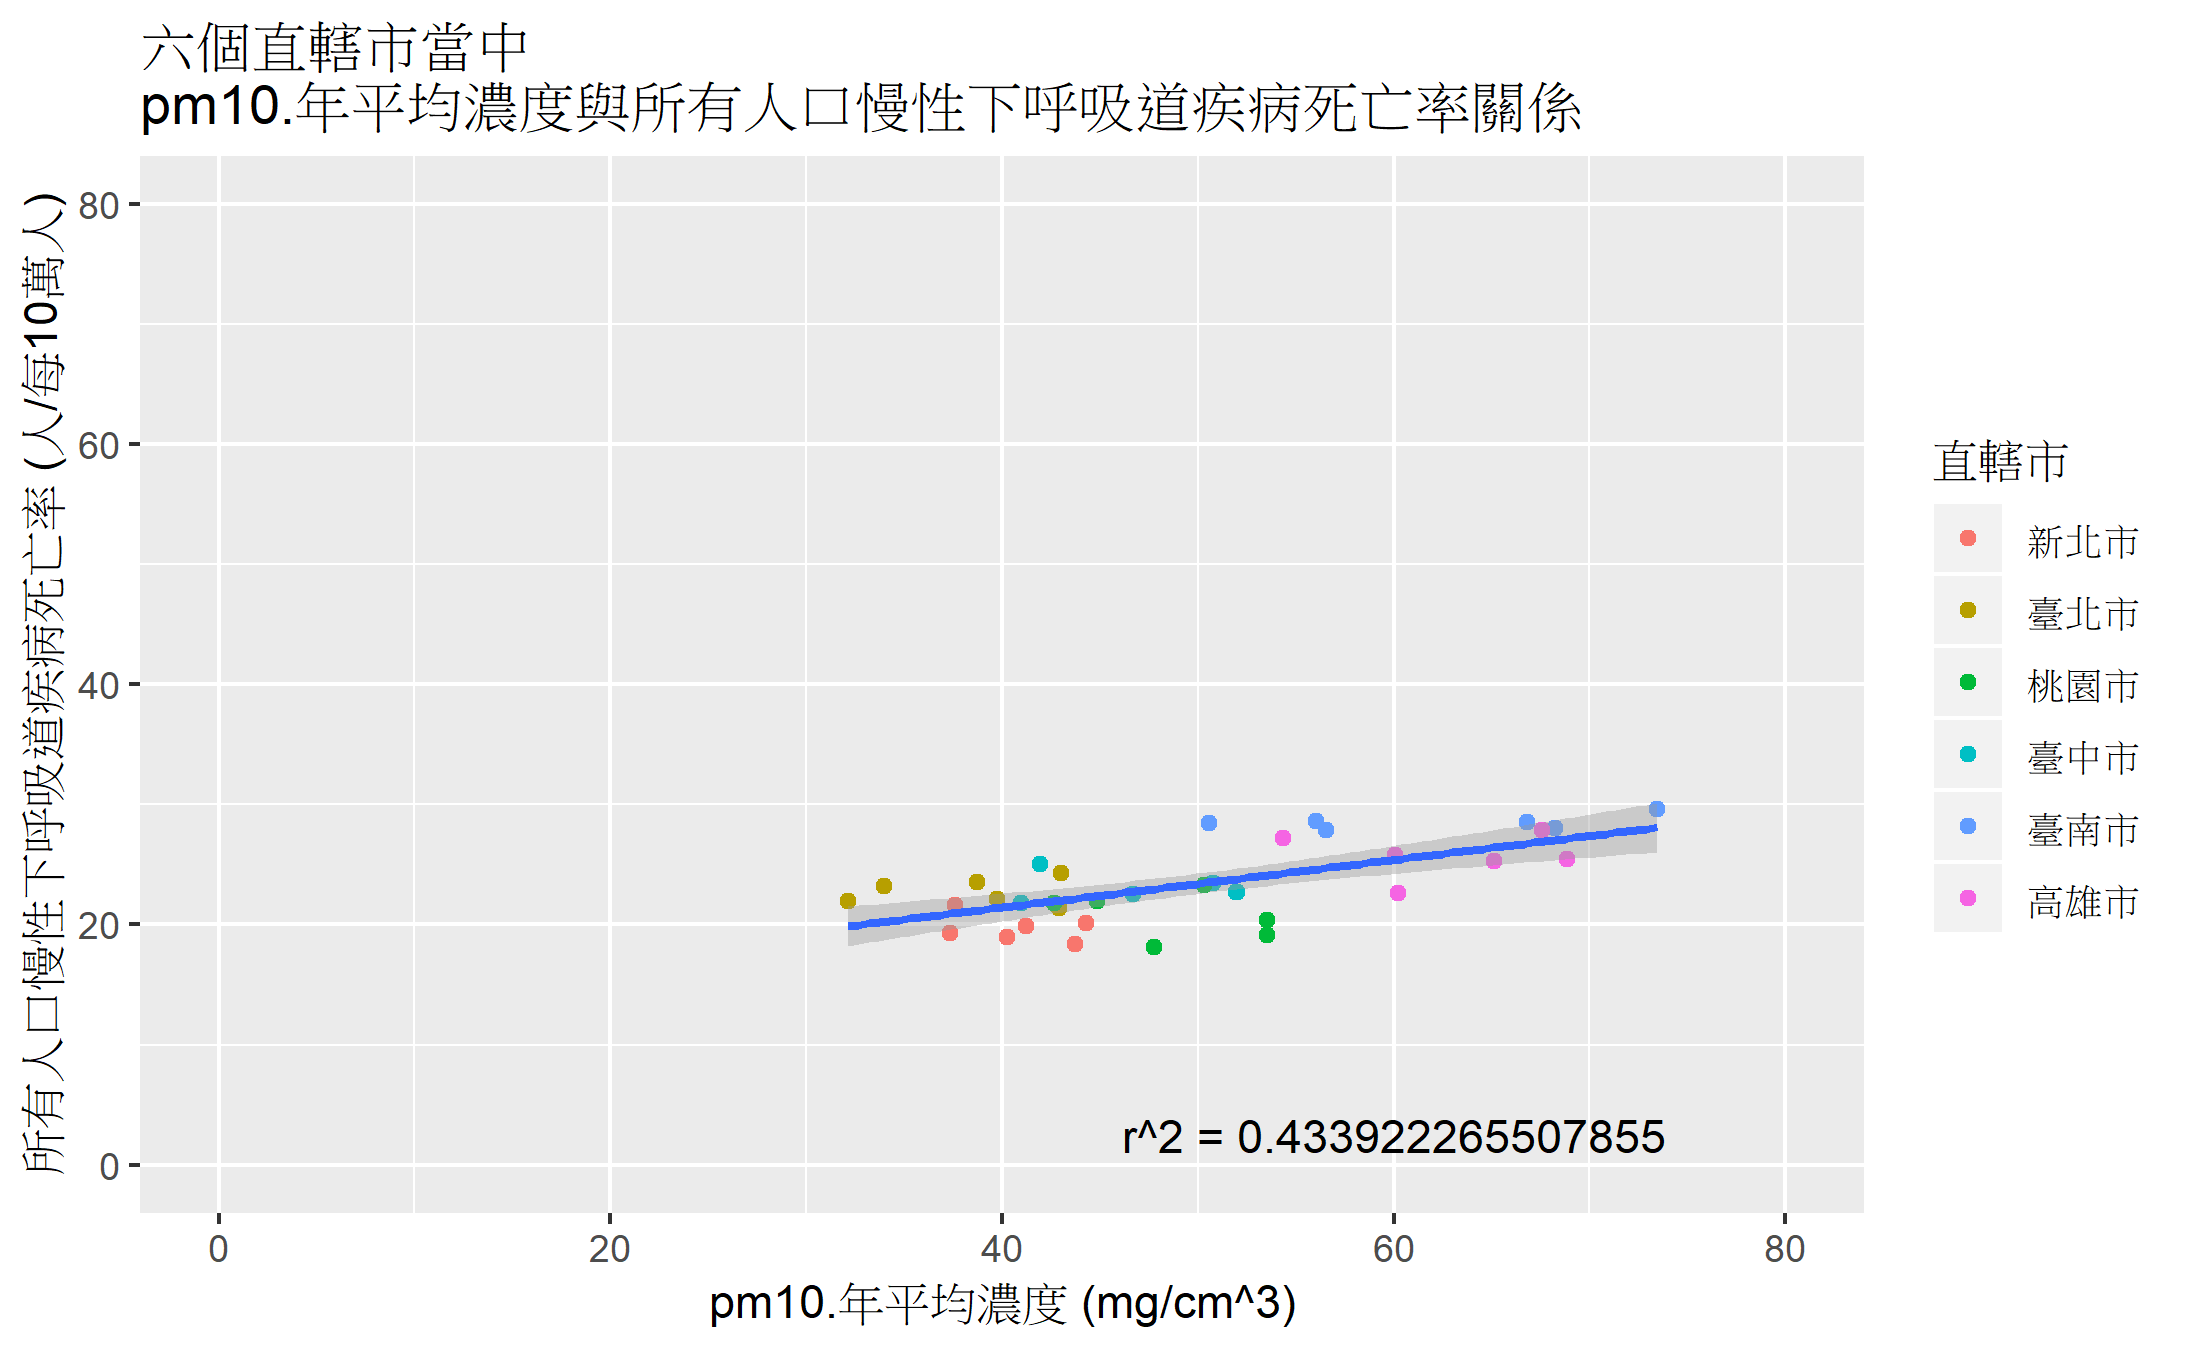 六個直轄市當中
pm10.年平均濃度與所有人口慢性下呼吸道疾病死亡率關係
所有人口慢性下呼吸道疾病死亡率 (人/每10萬人)
80
60
40
20
0
r^2 = 0.433922265507855
0
20
40
60
80
pm10.年平均濃度 (mg/cm^3)
直轄市
新北市
臺北市
桃園市
臺中市
臺南市
高雄市